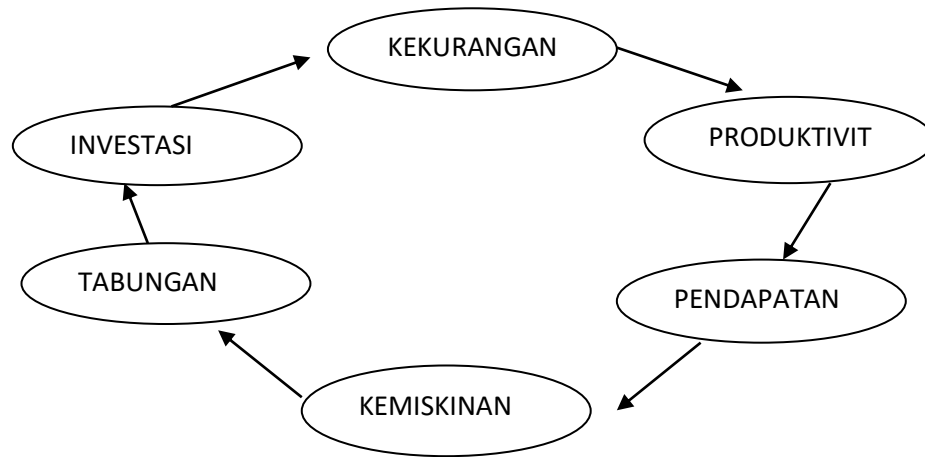 KEKURANGAN
INVESTASI
PRODUKTIVIT
TABUNGAN
PENDAPATAN
KEMISKINAN